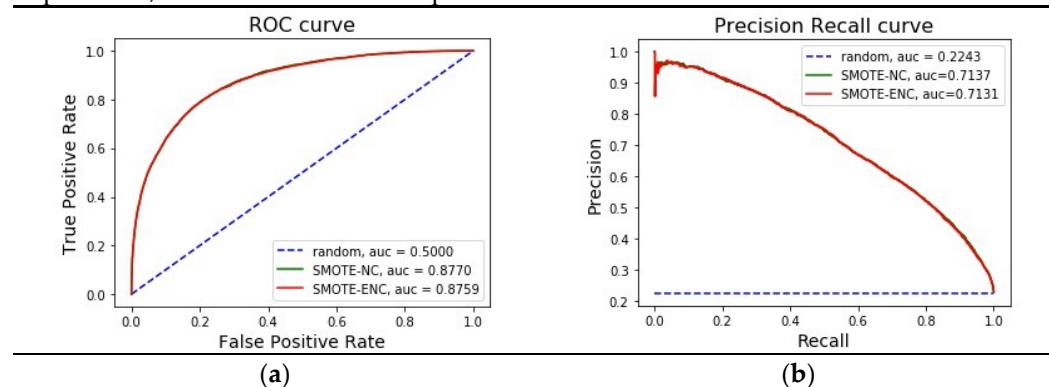 ROC curve
1.0
0.8
0.6
0.4
0.2
0.0
True Positive Rate
random, auc = 0.5000
SMOTE-NC, auc = 0.8770
SMOTE-ENC, auc = 0.8759
0.0 0.2 0.4 0.6 0.8 1.0
False Positive Rate
(a)
Precision Recall curve
1.0
0.9
0.8
0.7
0.6
0.5
0.4
0.3
0.2
Precision
random, auc = 0.2243
SMOTE-NC, auc=0.7137
SMOTE-ENC, auc=0.7131
0.0 0.2 0.4 0.6 0.8 1.0
Recall
(b)